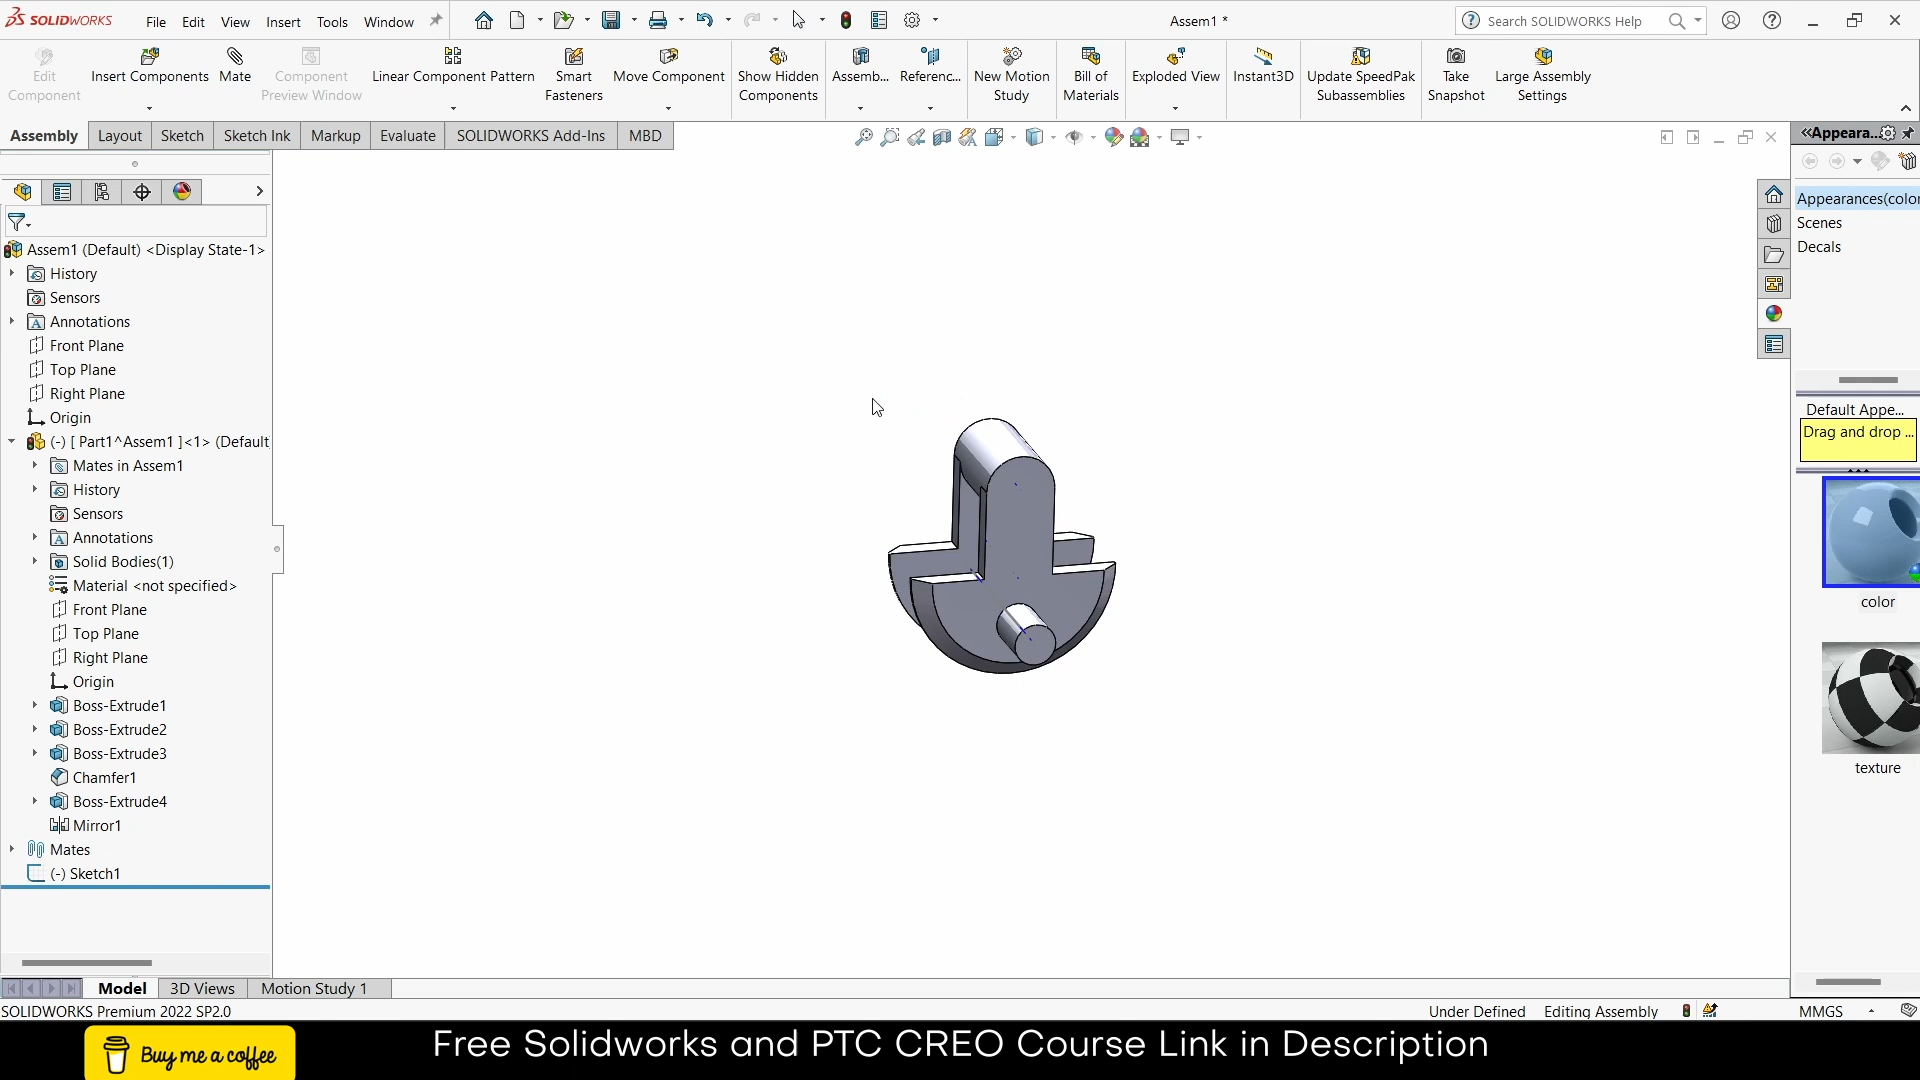 SOLIDWORKS
File
Edit
View
Insert
Tools
Window
Assem1 *
Search SOLIDWORKS Help
Edit
Component
Insert Components
Mate
Component
Preview Window
Linear Component Pattern
Smart
Fasteners
Move Component
Show Hidden
Components
Assemb...
Referenc...
New Motion
Study
Bill of
Materials
Exploded View
Instant3D
Update SpeedPak
Subassemblies
Take
Snapshot
Large Assembly
Settings
Assembly
Layout
Sketch
Sketch Ink
Markup
Evaluate
SOLIDWORKS Add-Ins
MBD
Appeara...
Appearances(color
Scenes
Decals
Assem1 (Default) <Display State-1>
History
Sensors
Annotations
Front Plane
Top Plane
Right Plane
Origin
(-) [ Part1^Assem1 ]<1> (Default
Mates in Assem1
History
Sensors
Annotations
Solid Bodies(1)
Material <not specified>
Front Plane
Top Plane
Right Plane
Origin
Boss-Extrude1
Boss-Extrude2
Boss-Extrude3
Chamfer1
Boss-Extrude4
Mirror1
Mates
(-) Sketch1
Default Appe...
Drag and drop ...
color
texture
Model
3D Views
Motion Study 1
SOLIDWORKS Premium 2022 SP2.0
Under Defined
Editing Assembly
MMGS
Buy me a coffee
Free Solidworks and PTC CREO Course Link in Description